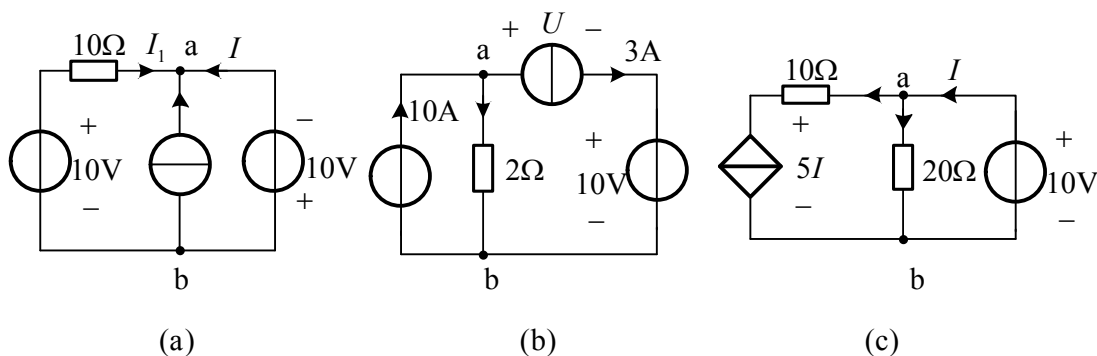 10Ω I₁ a I
+ 10V −
− 10V +
b
(a)
+ U −
a 3A
10A
2Ω
+ 10V −
b
(b)
10Ω a I
+ 5I −
20Ω
+ 10V −
b
(c)